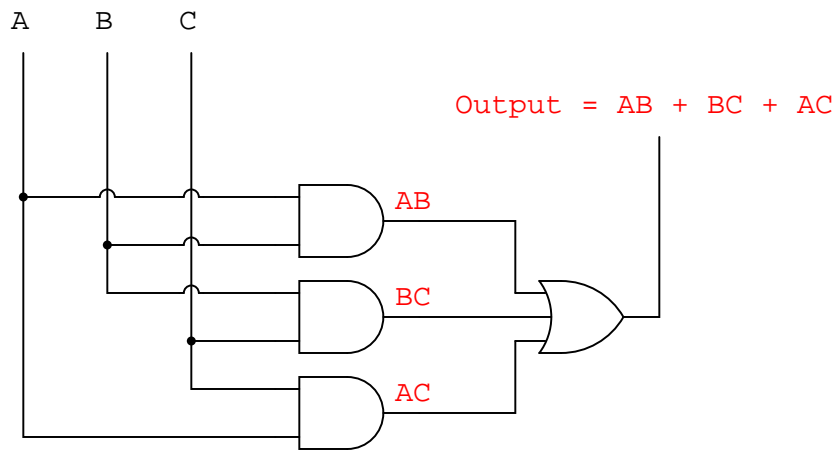 A B C
Output = AB + BC + AC
AB
BC
AC